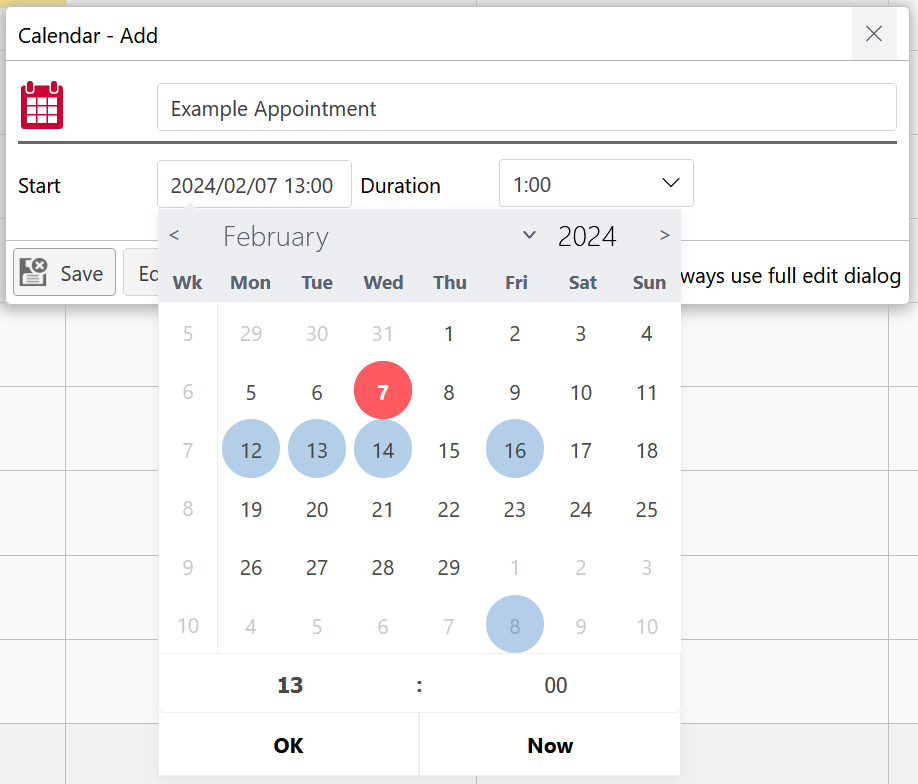 Calendar - Add
Example Appointment
Start 2024/02/07 13:00 Duration 1:00
< February 2024 >
Save Ed ways use full edit dialog
Wk Mon Tue Wed Thu Fri Sat Sun
5 29 30 31 1 2 3 4
6 5 6 7 8 9 10 11
7 12 13 14 15 16 17 18
8 19 20 21 22 23 24 25
9 26 27 28 29 1 2 3
10 4 5 6 7 8 9 10
13 : 00
OK Now